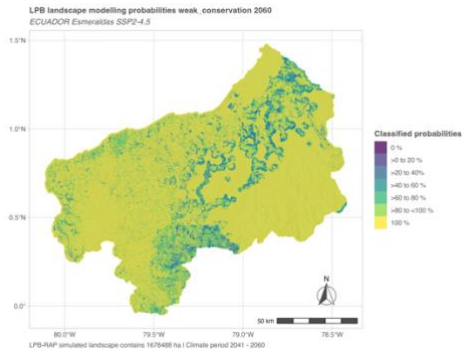 LPB landscape modelling probabilities weak_conservation 2060
ECUADOR Esmeraldas SSP2-4.5
1.5°N
1.0°N
0.5°N
0.0°
80.0°W
79.5°W
79.0°W
78.5°W
N
50 km
Classified probabilities
0 %
>0 to 20 %
>20 to 40%
>40 to 60 %
>60 to 80 %
>80 to <100 %
100 %
LPB-RAP simulated landscape contains 1678488 ha I Climate period 2041 - 2060